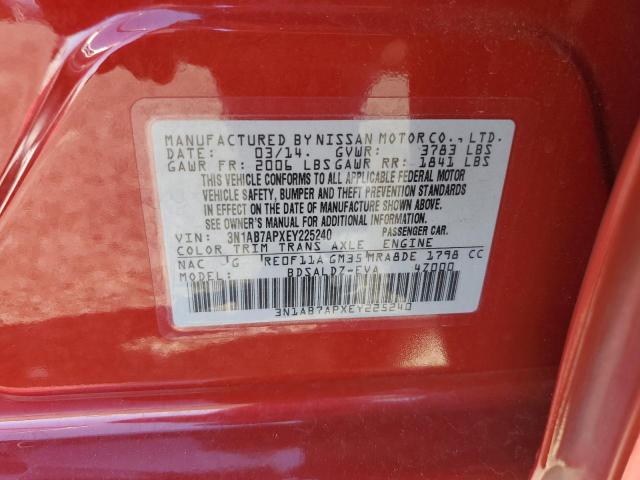 MANUFACTURED BY NISSAN MOTOR CO., LTD.
DATE: 03/14. GVWR: 3783 LBS
GAWR FR: 2006 LBS GAWR RR: 1841 LBS
THIS VEHICLE CONFORMS TO ALL APPLICABLE FEDERAL MOTOR
VEHICLE SAFETY, BUMPER AND THEFT PREVENTION STANDARDS
IN EFFECT ON THE DATE OF MANUFACTURE SHOWN ABOVE.
SEE OWNER'S MANUAL FOR ADDITIONAL INFORMATION.
VIN: 3N1AB7APXEY225240 PASSENGER CAR.
COLOR TRIM TRANS AXLE ENGINE
NAC G RE0F11A GM35 MRA8DE 1798 CC
MODEL: BDSALDZ-EVA 4Z000
3N1AB7APXEY225240